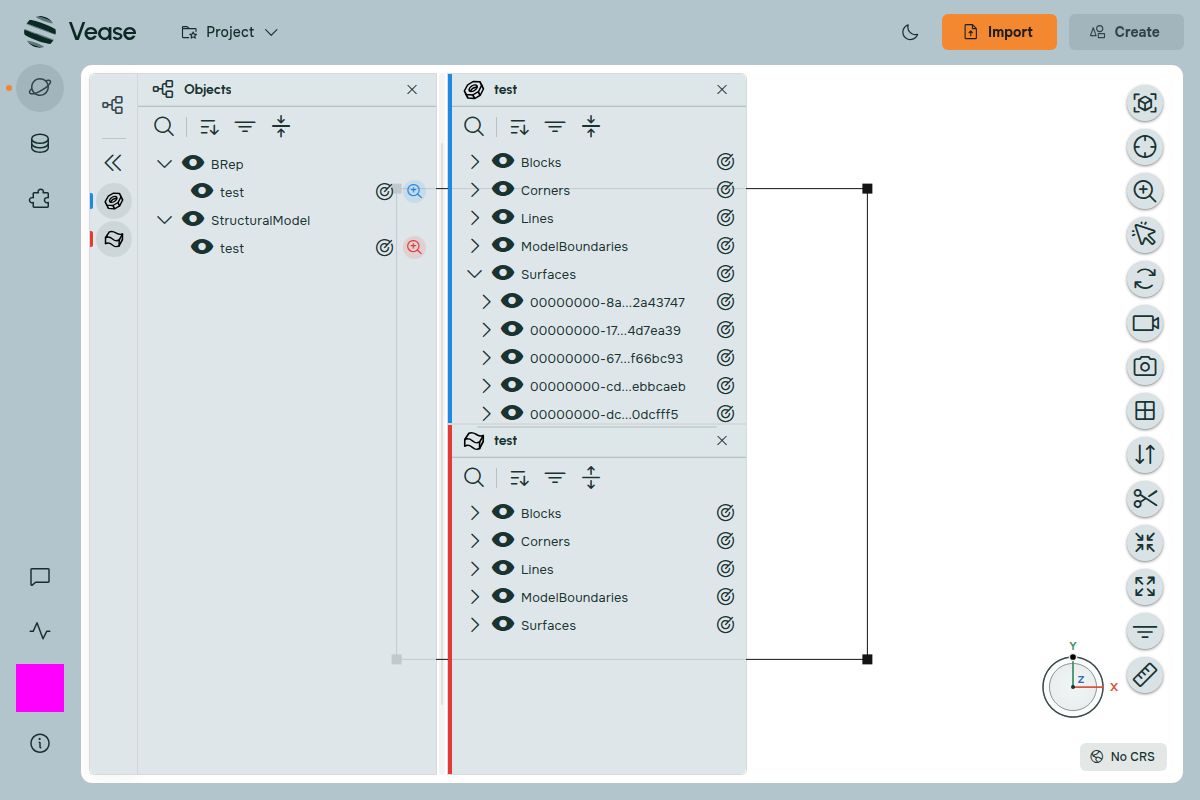 Vease
Project
Import
Create
Objects
BRep
test
StructuralModel
test
test
Blocks
Corners
Lines
ModelBoundaries
Surfaces
00000000-8a...2a43747
00000000-17...4d7ea39
00000000-67...f66bc93
00000000-cd...ebbcaeb
00000000-dc...0dcfff5
test
Blocks
Corners
Lines
ModelBoundaries
Surfaces
Y
Z
X
No CRS